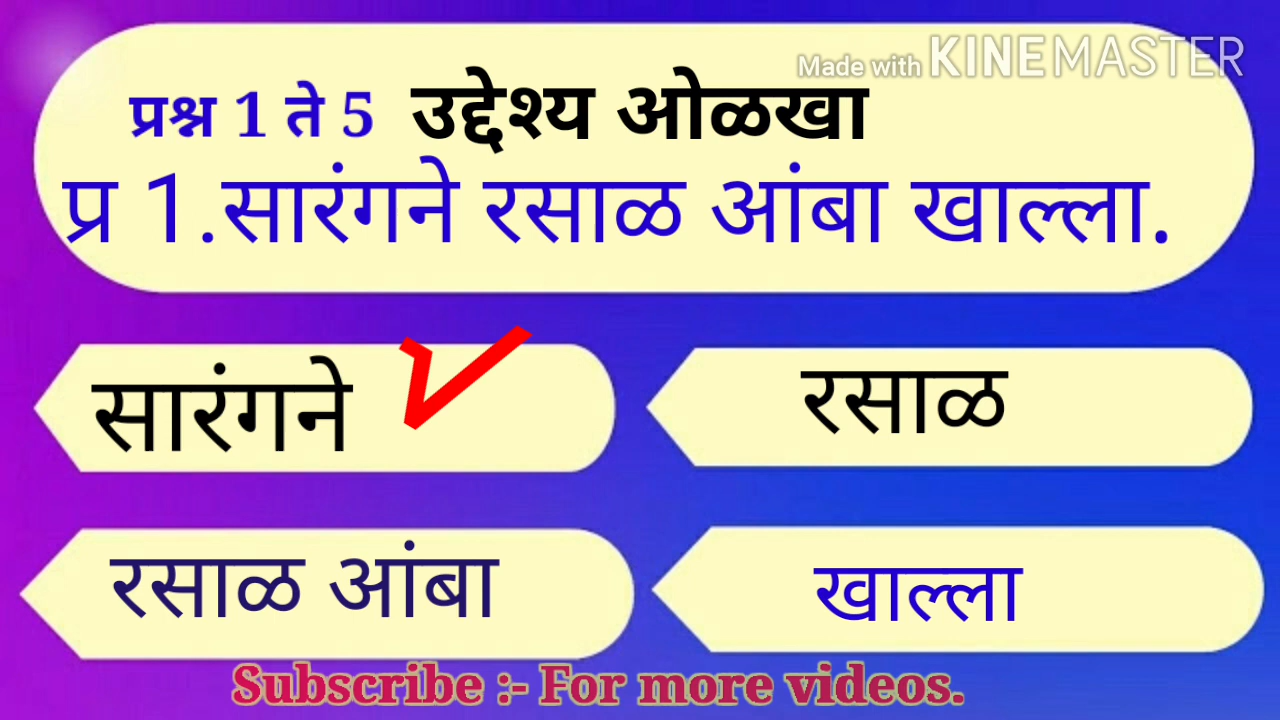 Made with KINEMASTER
प्रश्न 1 ते 5 उद्देश्य ओळखा
प्र 1.सारंगने रसाळ आंबा खाल्ला.
सारंगने
रसाळ
रसाळ आंबा
खाल्ला
Subscribe :- For more videos.